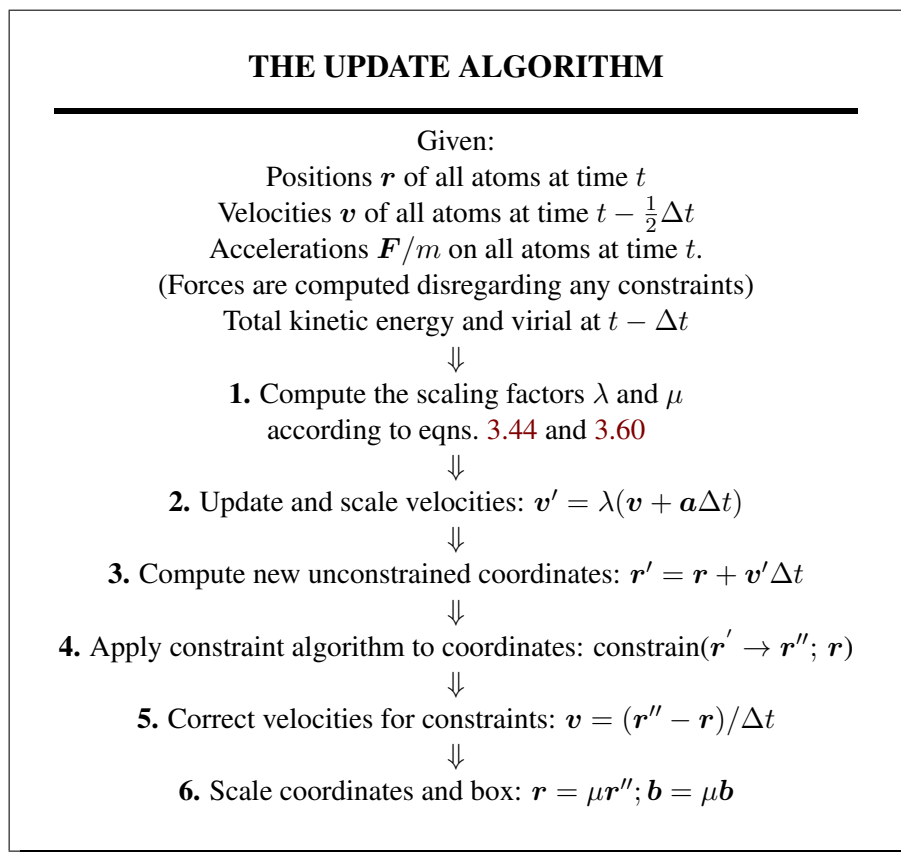 THE UPDATE ALGORITHM
Given:
Positions r of all atoms at time t
Velocities v of all atoms at time t − ½Δt
Accelerations F/m on all atoms at time t.
(Forces are computed disregarding any constraints)
Total kinetic energy and virial at t − Δt
⇓
1. Compute the scaling factors λ and μ
according to eqns. 3.44 and 3.60
⇓
2. Update and scale velocities: v′ = λ(v + aΔt)
⇓
3. Compute new unconstrained coordinates: r′ = r + v′Δt
⇓
4. Apply constraint algorithm to coordinates: constrain(r′ → r″; r)
⇓
5. Correct velocities for constraints: v = (r″ − r)/Δt
⇓
6. Scale coordinates and box: r = μr″; b = μb